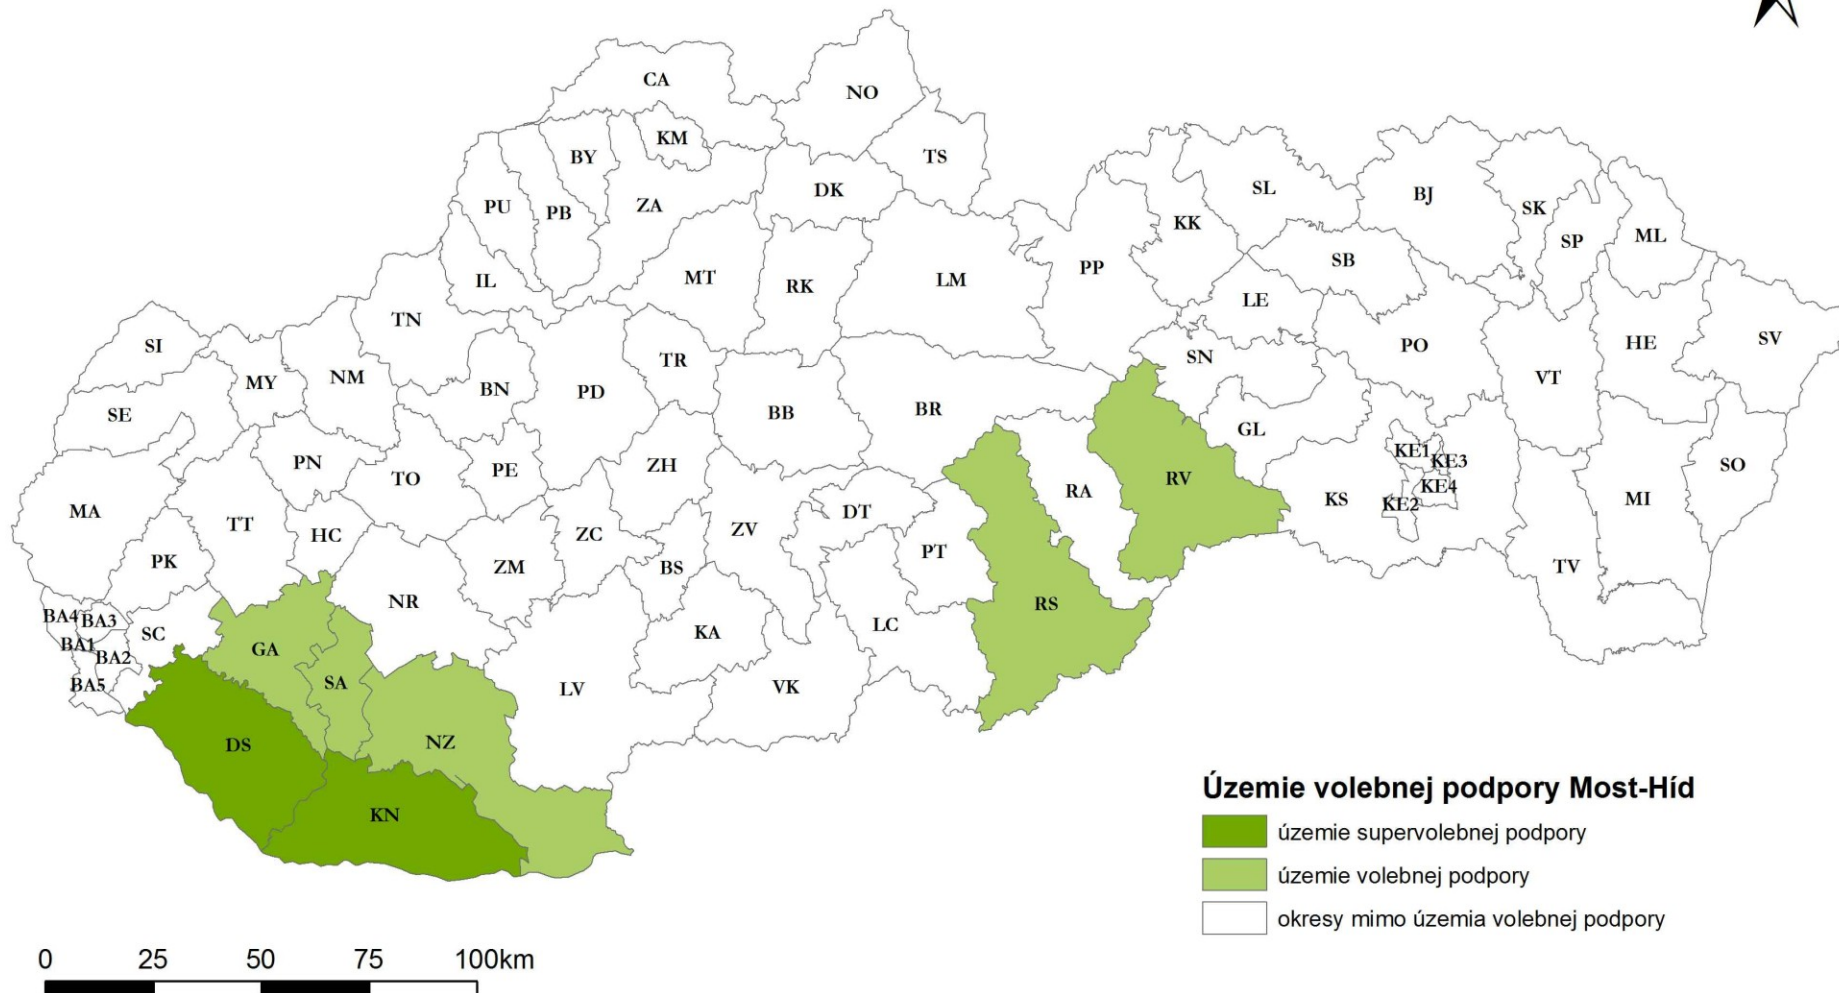 CA
NO
KM
BY
TS
DK
SL
BJ
PU
PB
ZA
KK
SK
SP
ML
IL
MT
RK
LM
PP
SB
LE
TN
SI
MY
NM
BN
PD
TR
SN
PO
HE
SV
VT
SE
BB
BR
GL
PN
TO
PE
ZH
RA
RV
KE1
KE3
KE4
KE2
KS
SO
MI
MA
TT
HC
ZC
ZV
DT
PT
PK
ZM
BS
TV
NR
RS
BA4
BA3
BA1
BA2
BA5
SC
GA
SA
KA
LC
LV
VK
DS
NZ
KN
Územie volebnej podpory Most-Híd
územie supervolebnej podpory
územie volebnej podpory
okresy mimo územia volebnej podpory
0 25 50 75 100km